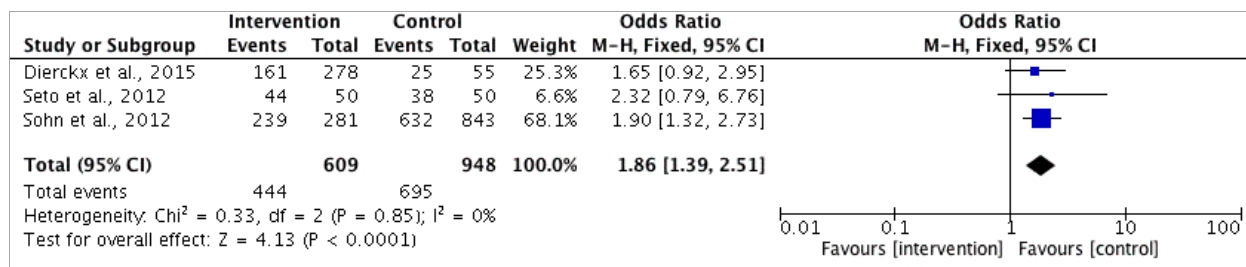 Intervention Control Odds Ratio Odds Ratio
Study or Subgroup Events Total Events Total Weight M-H, Fixed, 95% CI M-H, Fixed, 95% CI
Dierckx et al., 2015 161 278 25 55 25.3% 1.65 [0.92, 2.95]
Seto et al., 2012 44 50 38 50 6.6% 2.32 [0.79, 6.76]
Sohn et al., 2012 239 281 632 843 68.1% 1.90 [1.32, 2.73]
Total (95% CI) 609 948 100.0% 1.86 [1.39, 2.51]
Total events 444 695
Heterogeneity: Chi² = 0.33, df = 2 (P = 0.85); I² = 0%
Test for overall effect: Z = 4.13 (P < 0.0001)
0.01 0.1 1 10 100
Favours [intervention] Favours [control]